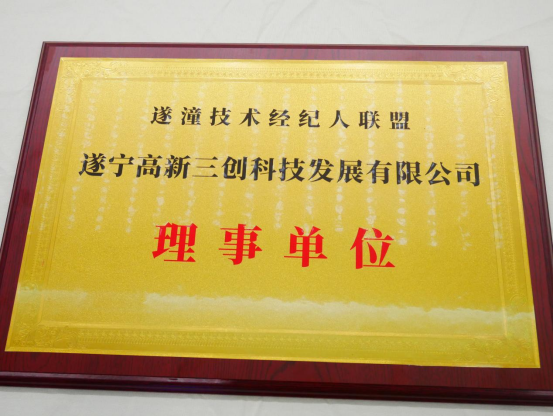 遂潼技术经纪人联盟
遂宁高新三创科技发展有限公司
理事单位